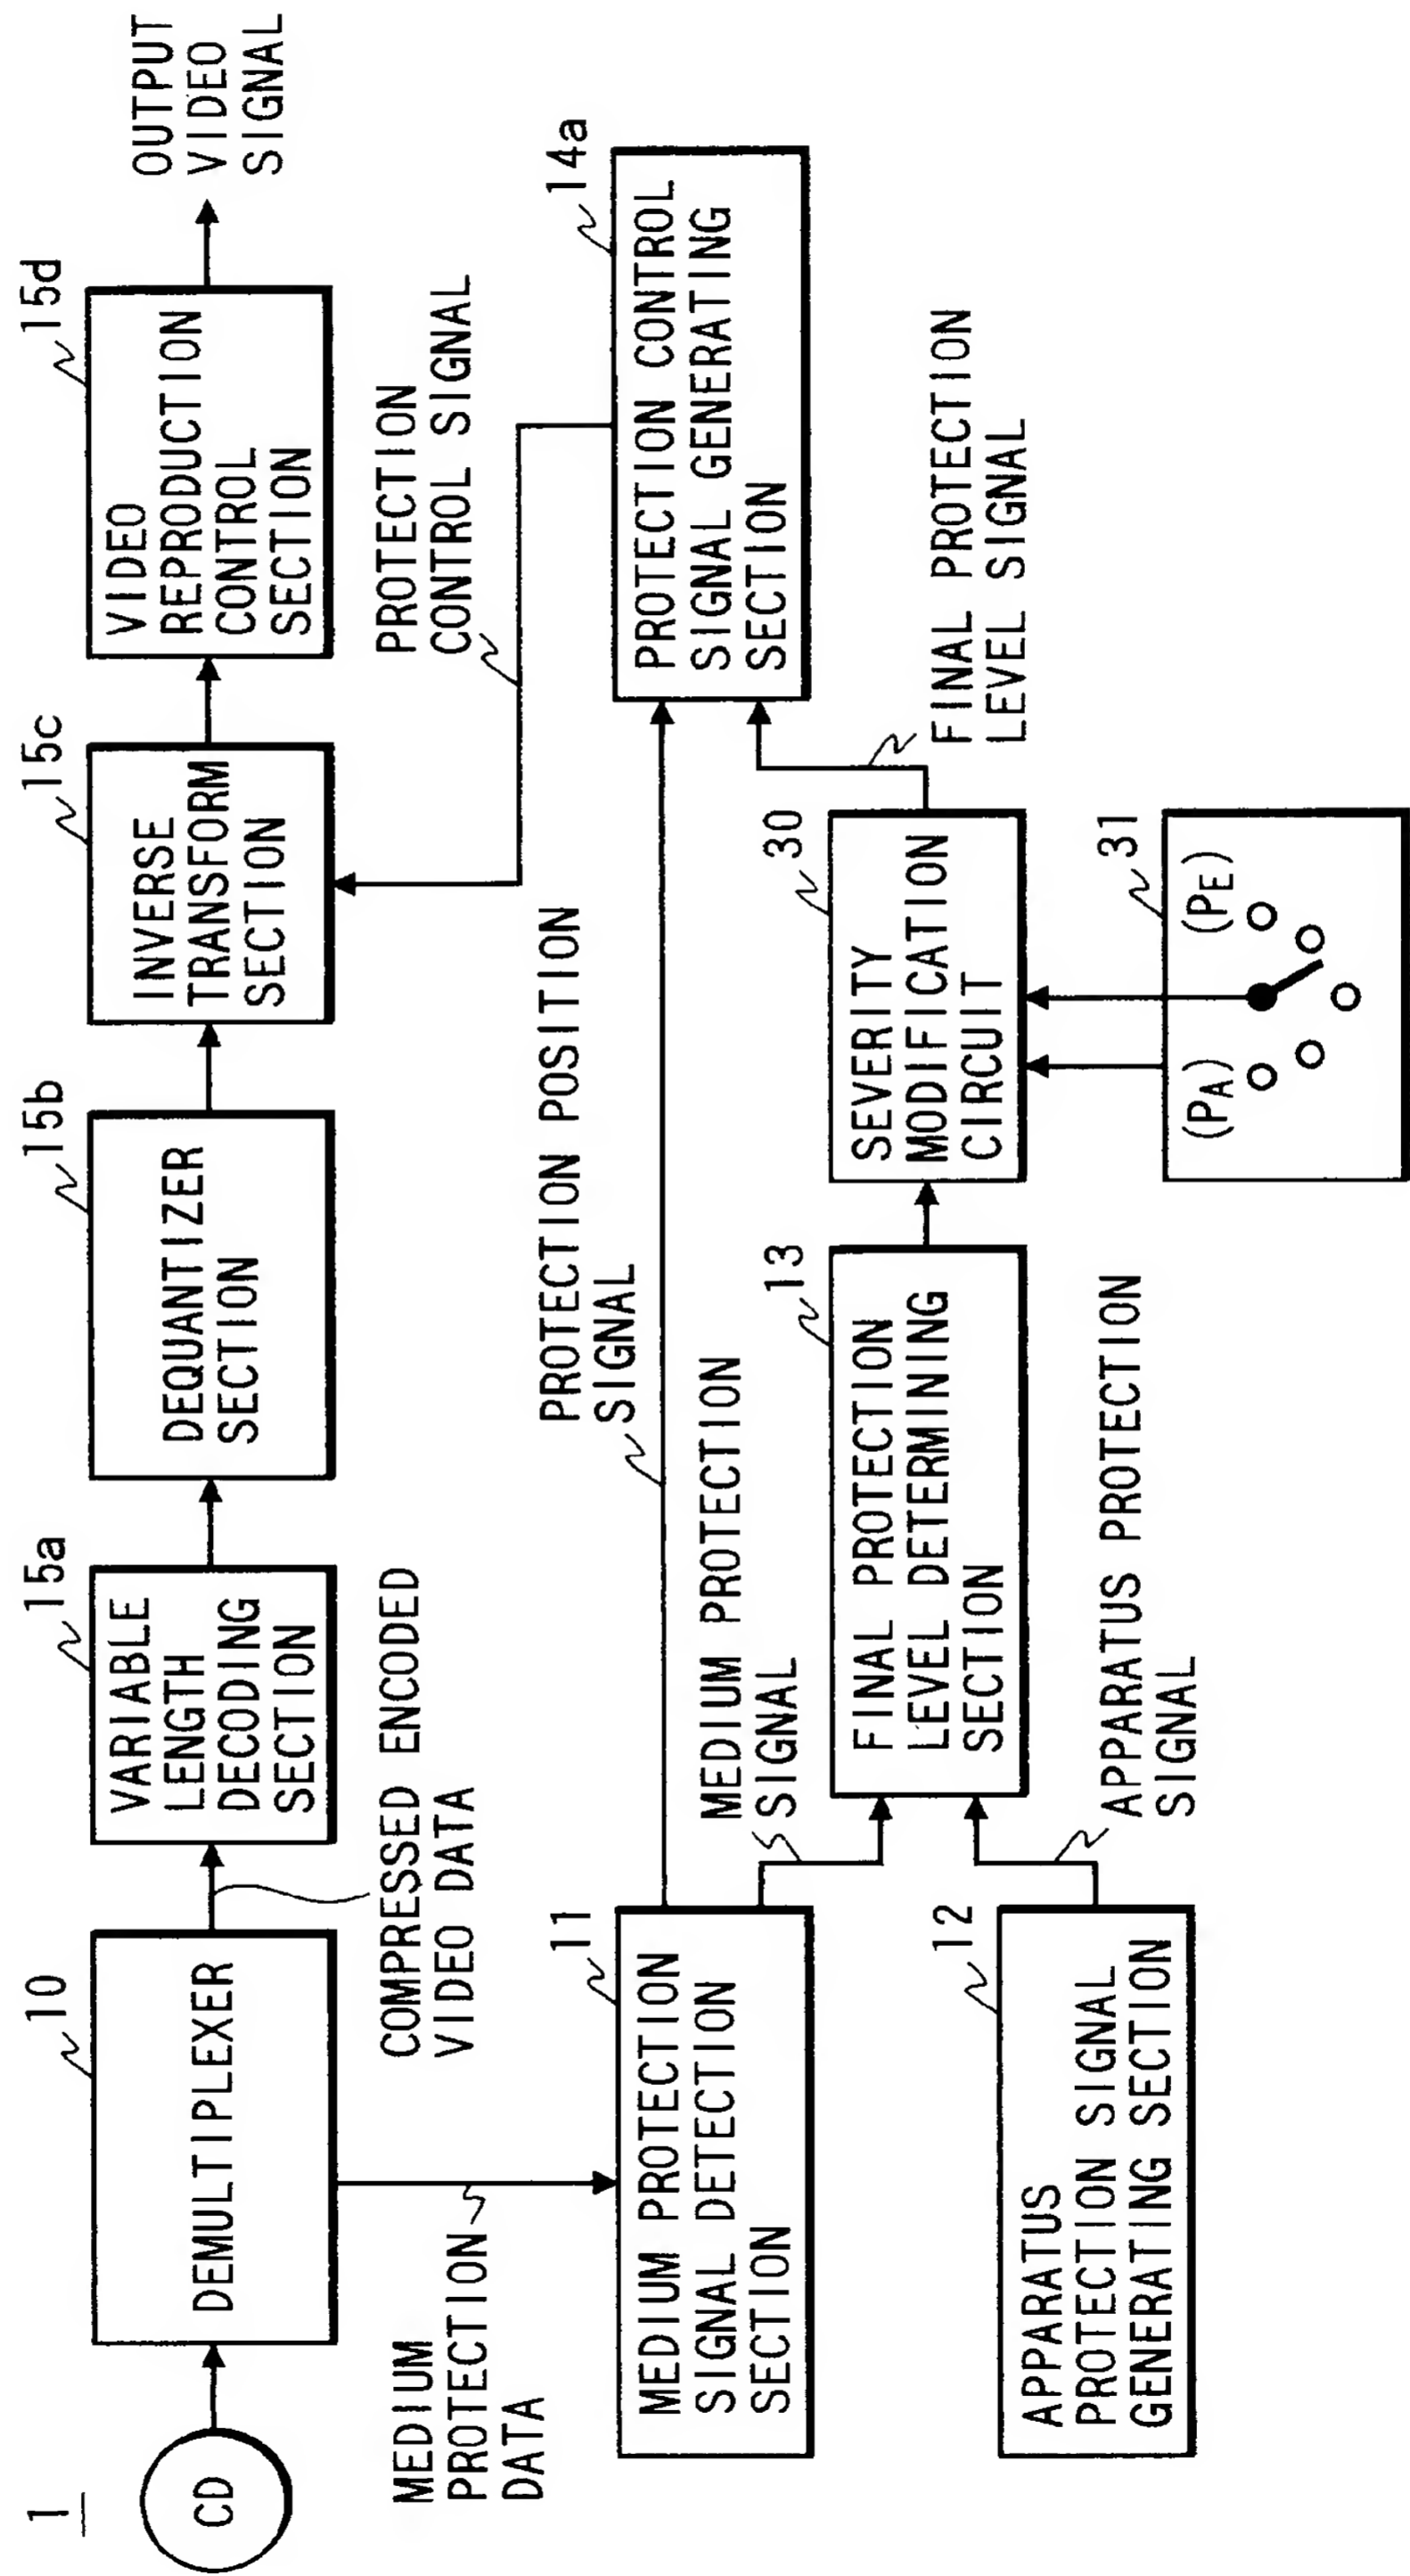 1
CD
10
DEMULTIPLEXER
COMPRESSED ENCODED
VIDEO DATA
15a
VARIABLE
LENGTH
DECODING
SECTION
15b
DEQUANTIZER
SECTION
15c
INVERSE
TRANSFORM
SECTION
15d
VIDEO
REPRODUCTION
CONTROL
SECTION
OUTPUT
VIDEO
SIGNAL
MEDIUM
PROTECTION
DATA
PROTECTION
CONTROL SIGNAL
11
MEDIUM PROTECTION
SIGNAL DETECTION
SECTION
PROTECTION POSITION
SIGNAL
14a
PROTECTION CONTROL
SIGNAL GENERATING
SECTION
MEDIUM PROTECTION
SIGNAL
13
FINAL PROTECTION
LEVEL DETERMINING
SECTION
30
SEVERITY
MODIFICATION
CIRCUIT
FINAL PROTECTION
LEVEL SIGNAL
12
APPARATUS
PROTECTION SIGNAL
GENERATING SECTION
APPARATUS PROTECTION
SIGNAL
31
(PA)
(PE)